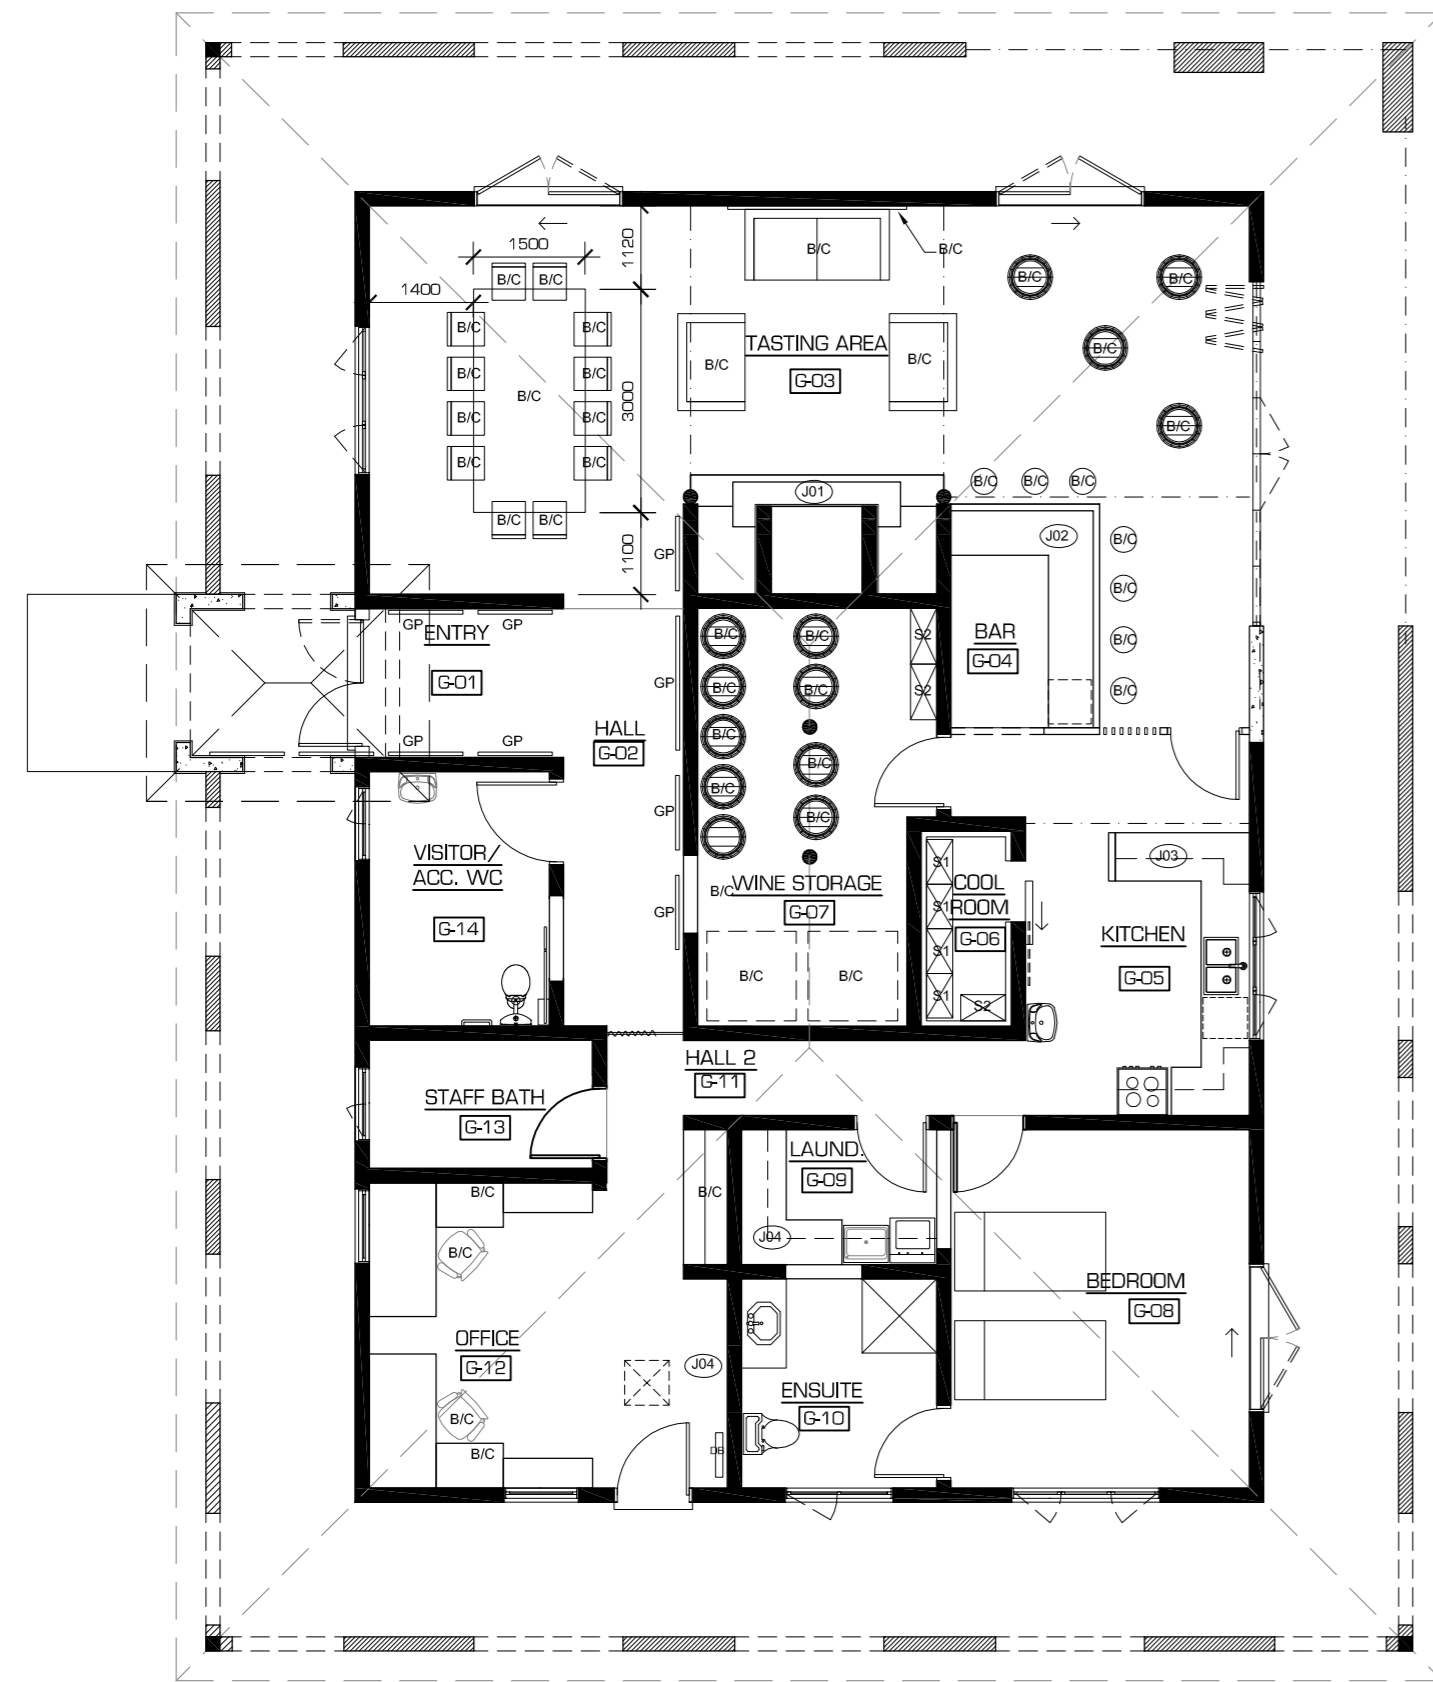 1500
1120
B/C
B/C
B/C
B/C
B/C
B/C
B/C
1400
B/C
B/C
B/C
TASTING AREA
G-03
B/C
B/C
B/C
B/C
B/C
3000
B/C
B/C
B/C
B/C
B/C
B/C
B/C
B/C
B/C
J01
B/C
B/C
J02
B/C
GP
1100
B/C
GP
GP
ENTRY
G-01
B/C
B/C
S2
BAR
G-04
B/C
GP
B/C
B/C
S2
B/C
HALL
G-02
GP
GP
B/C
B/C
B/C
GP
B/C
VISITOR/
ACC. WC
G-14
J03
S1
B/C
WINE STORAGE
G-07
COOL
ROOM
G-06
S1
GP
KITCHEN
G-05
S1
B/C
B/C
S1
S2
HALL 2
G-11
STAFF BATH
G-13
LAUND.
G-09
B/C
B/C
J04
B/C
BEDROOM
G-08
OFFICE
G-12
J04
ENSUITE
G-10
B/C
B/C
DB